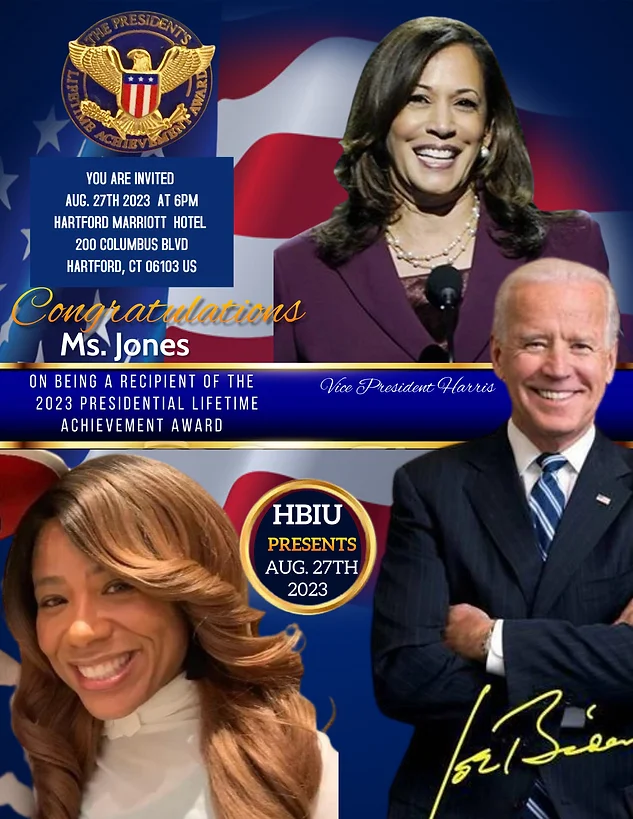 THE PRESIDENT'S
LIFETIME ACHIEVEMENT AWARD
YOU ARE INVITED
AUG. 27TH 2023 AT 6PM
HARTFORD MARRIOTT HOTEL
200 COLUMBUS BLVD
HARTFORD, CT 06103 US
Congratulations
Ms. Jones
ON BEING A RECIPIENT OF THE
2023 PRESIDENTIAL LIFETIME
ACHIEVEMENT AWARD
Vice President Harris
HBIU
PRESENTS
AUG. 27TH
2023
Joe Biden